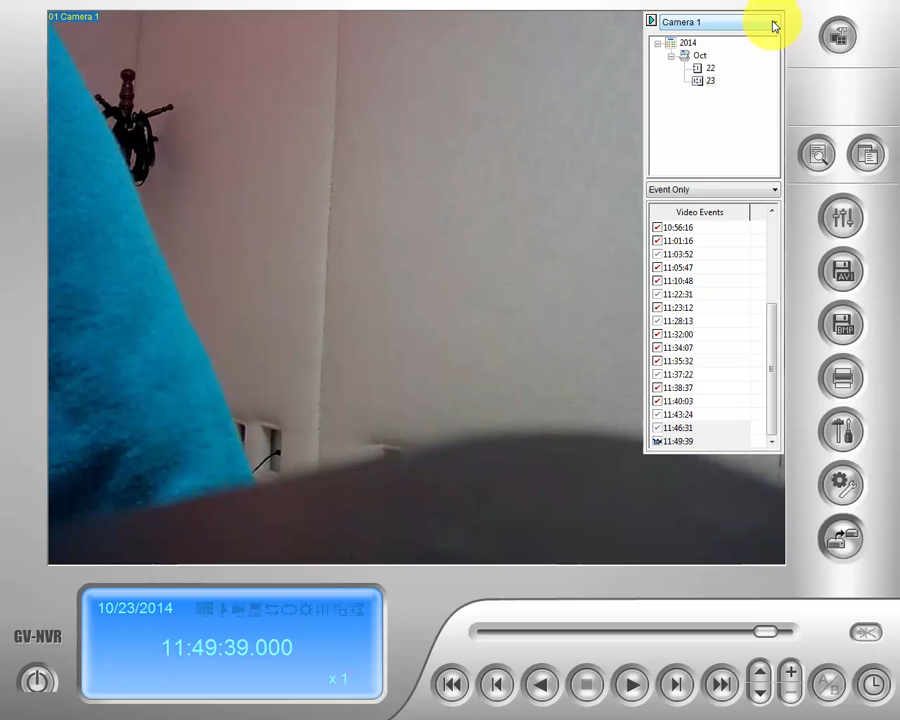 01 Camera 1
Camera 1
2014
Oct
22
23
Event Only
Video Events
10:56:16
11:01:16
11:03:52
11:05:47
11:10:48
11:22:31
11:23:12
11:28:13
11:32:00
11:34:07
11:35:32
11:37:22
11:38:37
11:40:03
11:43:24
11:46:31
11:49:39
AVI
BMP
10/23/2014
11:49:39.000
x 1
GV-NVR
A/B